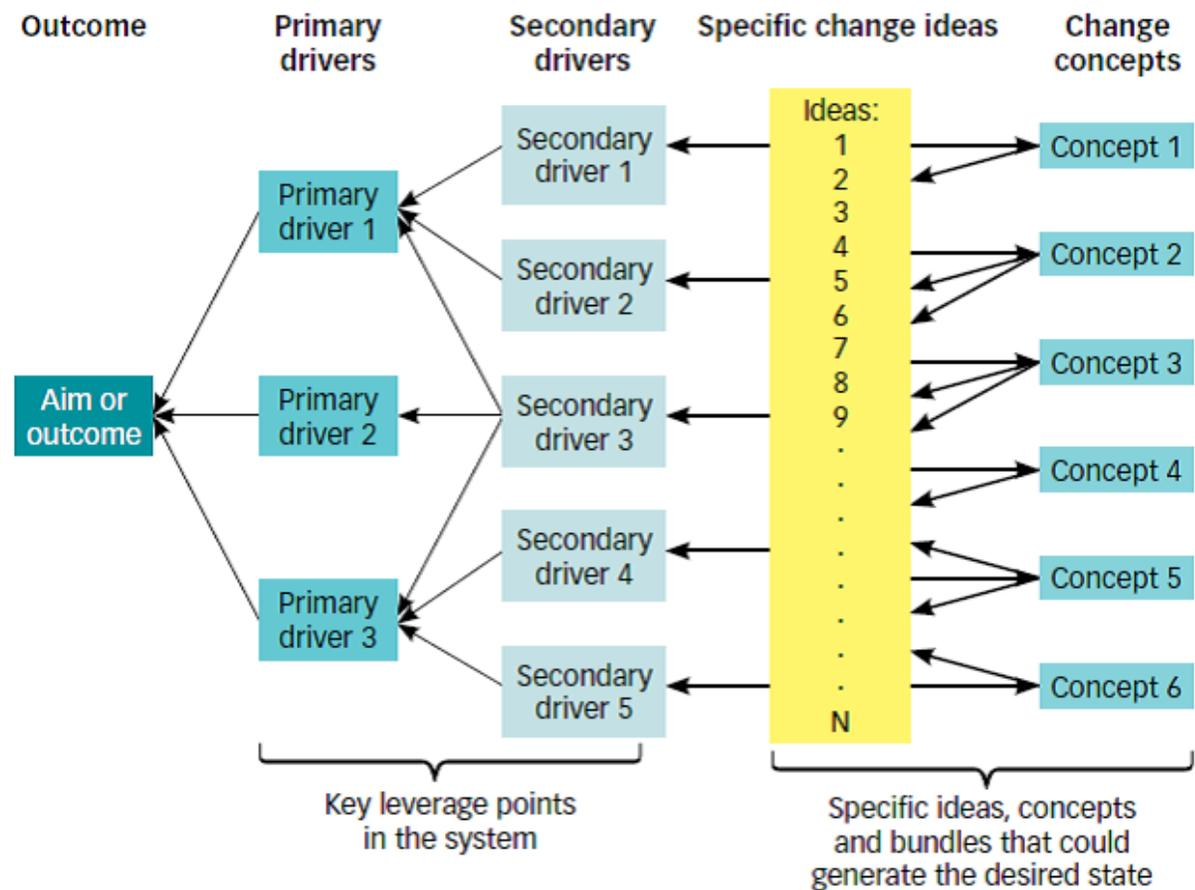 Outcome
Primary
drivers
Secondary
drivers
Specific change ideas
Change
concepts
Aim or
outcome
Primary
driver 1
Primary
driver 2
Primary
driver 3
Secondary
driver 1
Secondary
driver 2
Secondary
driver 3
Secondary
driver 4
Secondary
driver 5
Ideas:
1
2
3
4
5
6
7
8
9
.
.
.
.
.
.
.
.
N
Concept 1
Concept 2
Concept 3
Concept 4
Concept 5
Concept 6
Key leverage points
in the system
Specific ideas, concepts
and bundles that could
generate the desired state